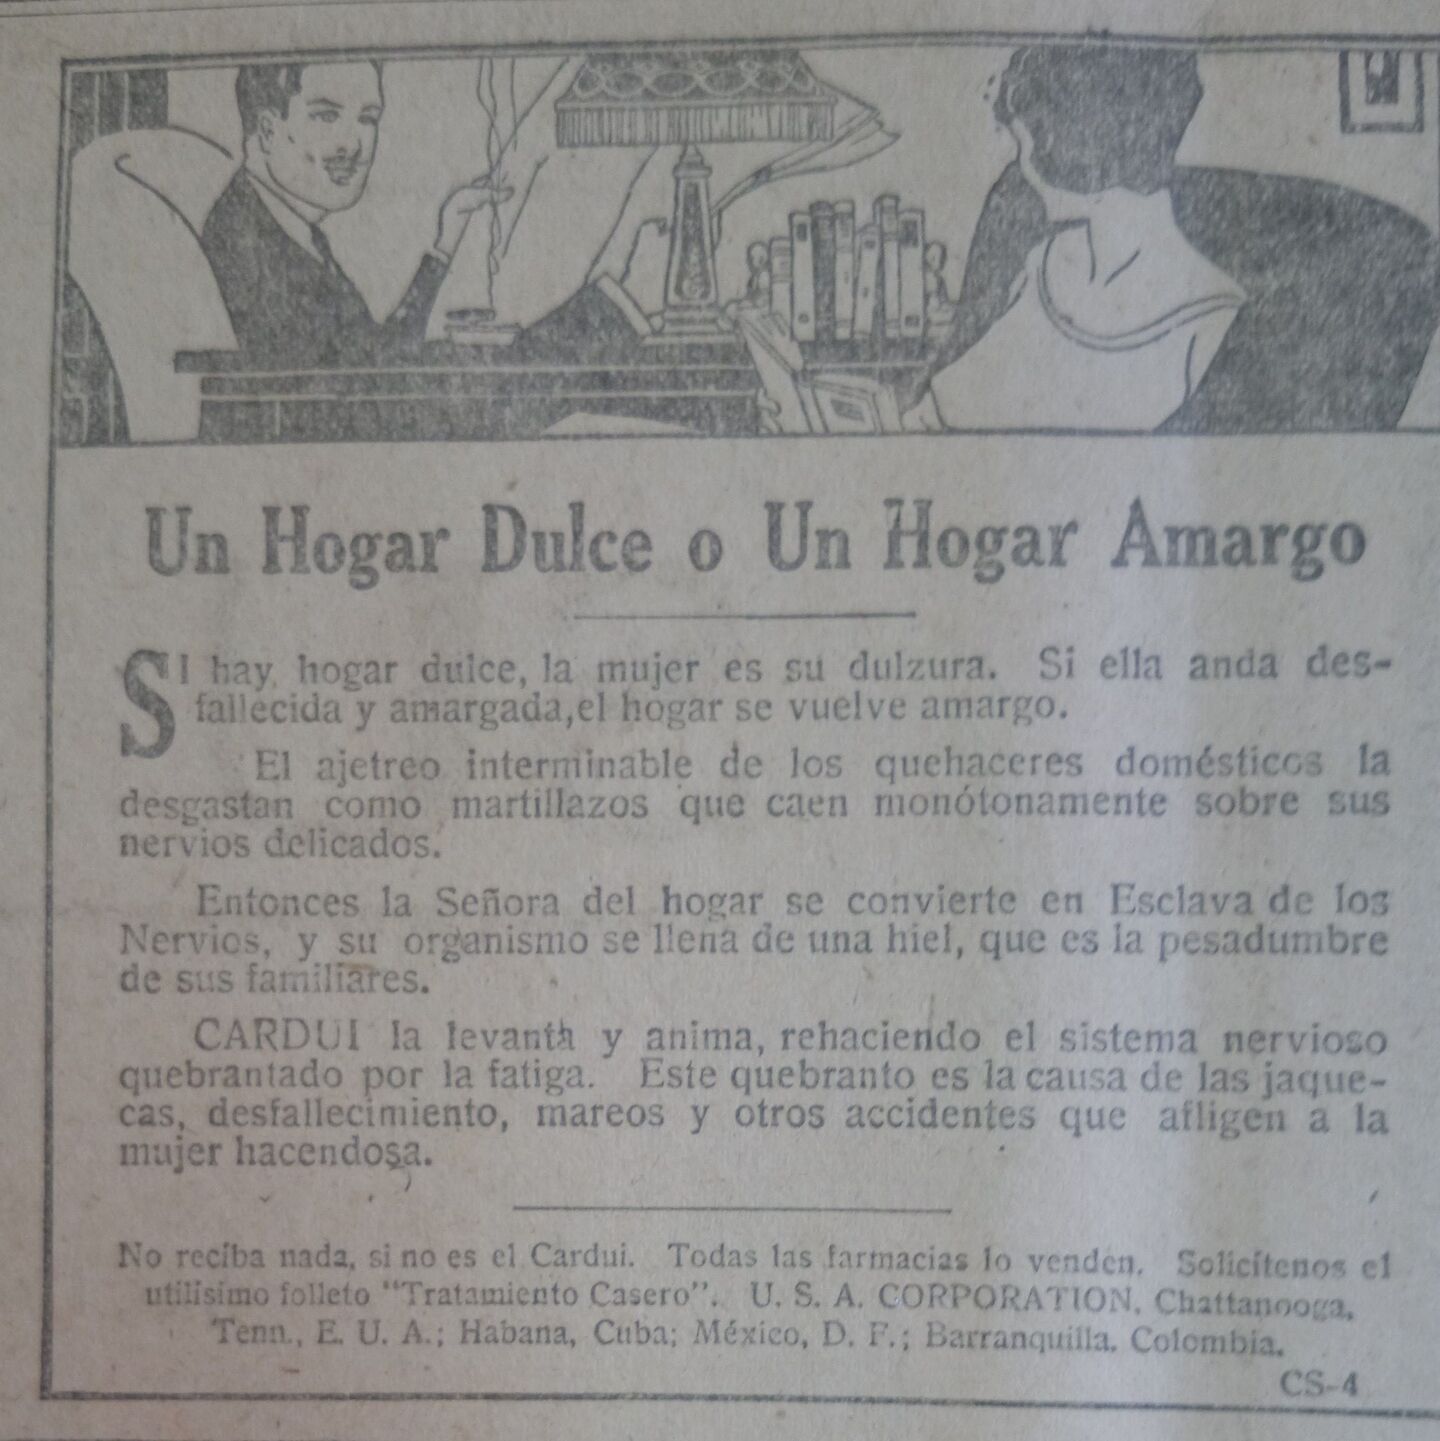 Un Hogar Dulce o Un Hogar Amargo
SI hay hogar dulce, la mujer es su dulzura. Si ella anda des-
fallecida y amargada, el hogar se vuelve amargo.
El ajetreo interminable de los quehaceres domésticos la
desgastan como martillazos que caen monótonamente sobre sus
nervios delicados.
Entonces la Señora del hogar se convierte en Esclava de los
Nervios, y su organismo se llena de una hiel, que es la pesadumbre
de sus familiares.
CARDUI la levanta y anima, rehaciendo el sistema nervioso
quebrantado por la fatiga. Este quebranto es la causa de las jaque-
cas, desfallecimiento, mareos y otros accidentes que afligen a la
mujer hacendosa.
No reciba nada, si no es el Cardui. Todas las farmacias lo venden. Solicítenos el
utilísimo folleto "Tratamiento Casero". U. S. A. CORPORATION, Chattanooga,
Tenn., E. U. A.; Habana, Cuba; México, D. F.; Barranquilla, Colombia.
CS-4